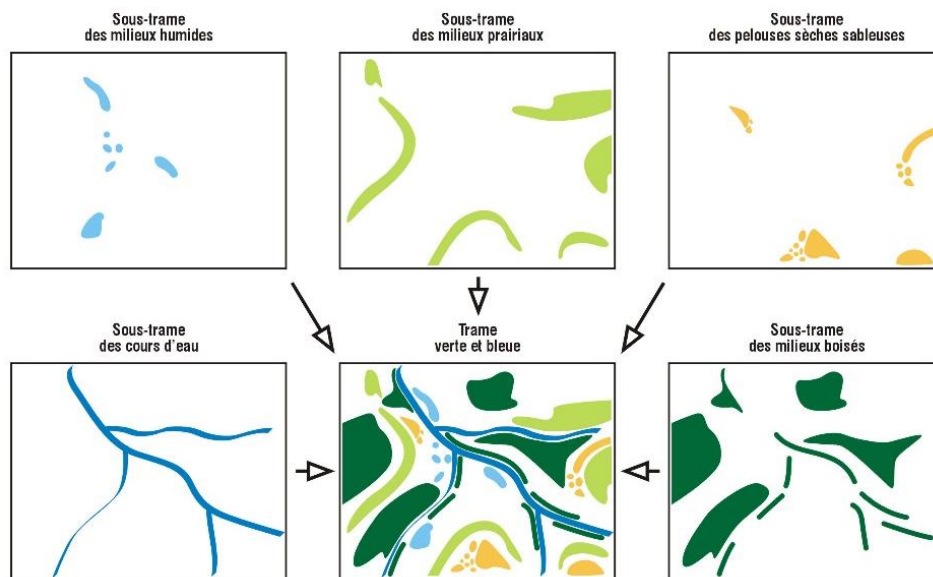 Sous-trame
des milieux humides
Sous-trame
des milieux prairiaux
Sous-trame
des pelouses sèches sableuses
Sous-trame
des cours d'eau
Trame
verte et bleue
Sous-trame
des milieux boisés